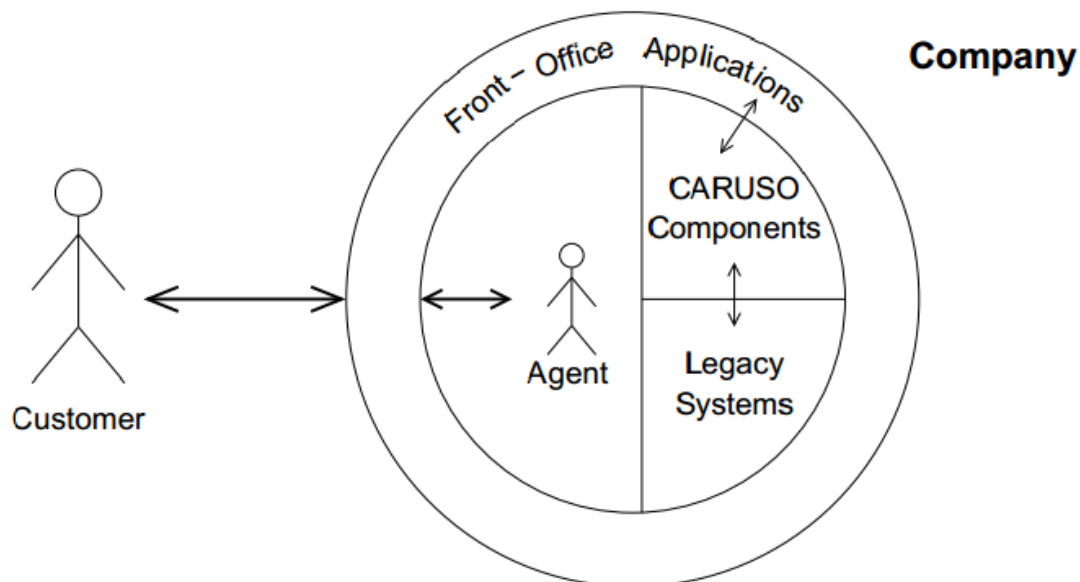 Front- Office Applications
Company
CARUSO
Components
Agent
Legacy
Systems
Customer